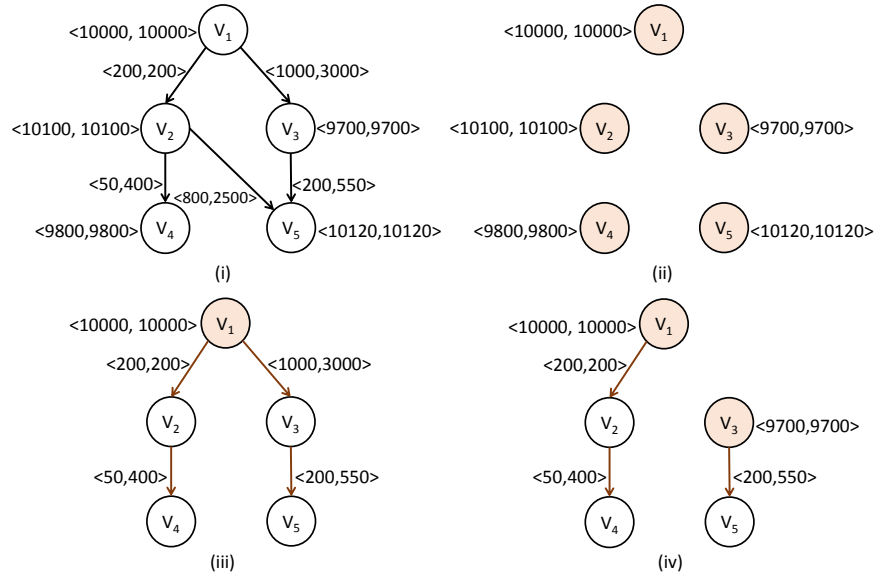 <10000, 10000> V1
<200,200> <1000,3000>
<10100, 10100> V2 V3 <9700,9700>
<50,400> <800,2500> <200,550>
<9800,9800> V4 V5 <10120,10120>
(i)
<10000, 10000> V1
<10100, 10100> V2 V3 <9700,9700>
<9800,9800> V4 V5 <10120,10120>
(ii)
<10000, 10000> V1
<200,200> <1000,3000>
V2 V3
<50,400> <200,550>
V4 V5
(iii)
<10000, 10000> V1
<200,200>
V2 V3 <9700,9700>
<50,400> <200,550>
V4 V5
(iv)